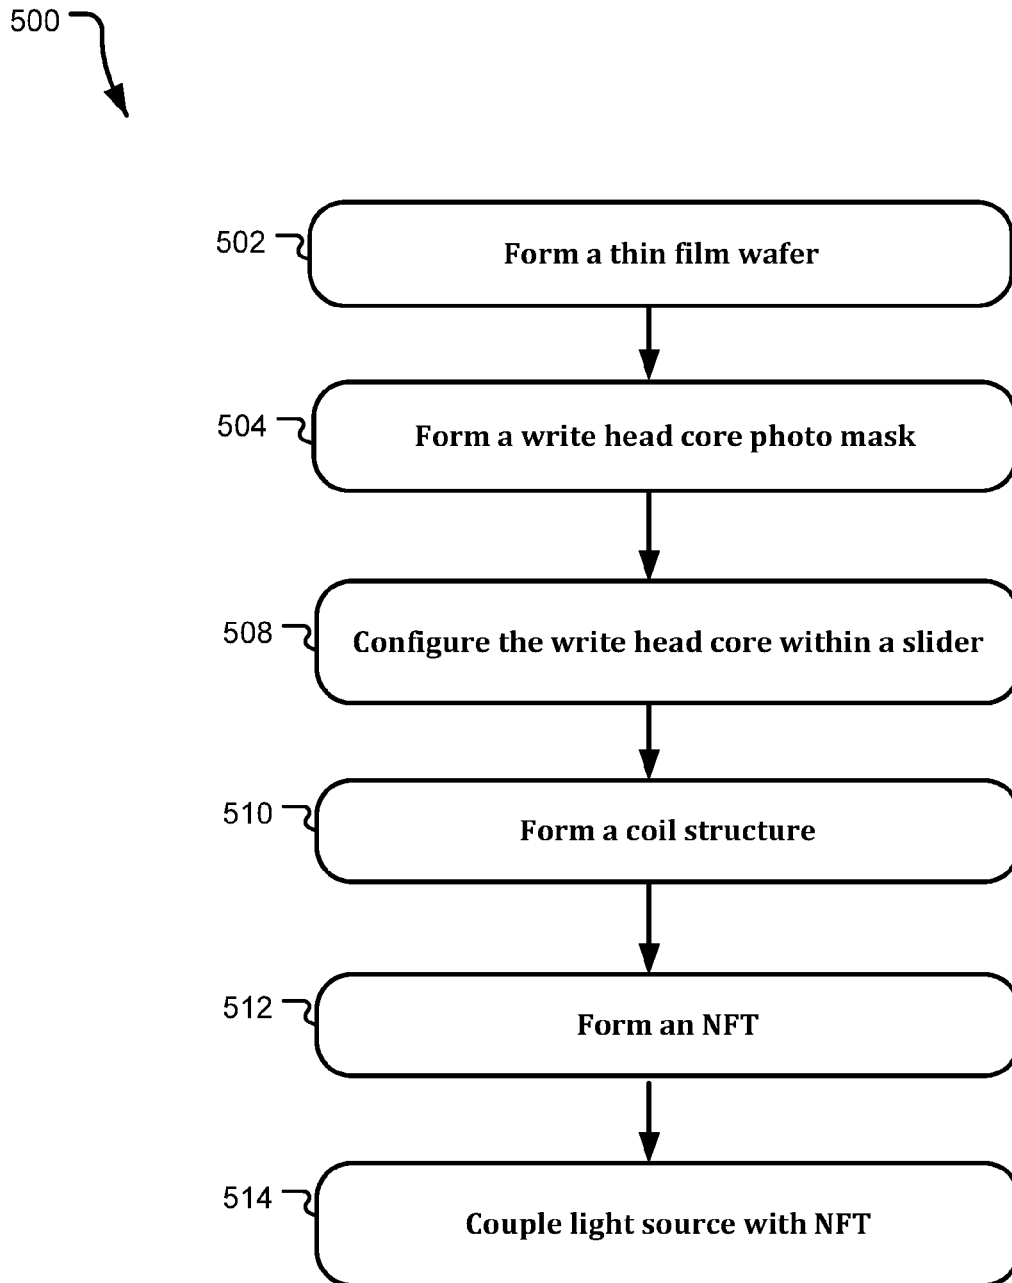 500
502
Form a thin film wafer
504
Form a write head core photo mask
508
Configure the write head core within a slider
510
Form a coil structure
512
Form an NFT
514
Couple light source with NFT